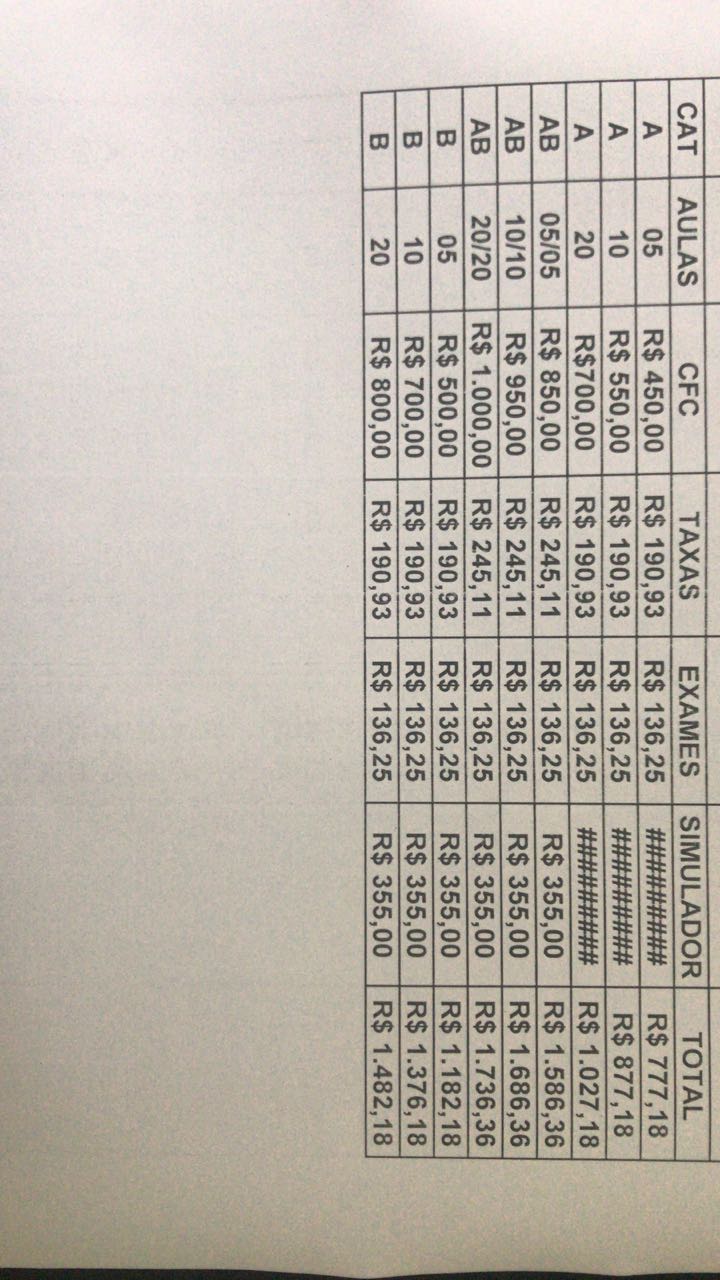 CAT AULAS CFC TAXAS EXAMES SIMULADOR TOTAL
A 05 R$ 450,00 R$ 190,93 R$ 136,25 ########## R$ 777,18
A 10 R$ 550,00 R$ 190,93 R$ 136,25 ########## R$ 877,18
A 20 R$700,00 R$ 190,93 R$ 136,25 ########## R$ 1.027,18
AB 05/05 R$ 850,00 R$ 245,11 R$ 136,25 R$ 355,00 R$ 1.586,36
AB 10/10 R$ 950,00 R$ 245,11 R$ 136,25 R$ 355,00 R$ 1.686,36
AB 20/20 R$ 1.000,00 R$ 245,11 R$ 136,25 R$ 355,00 R$ 1.736,36
B 05 R$ 500,00 R$ 190,93 R$ 136,25 R$ 355,00 R$ 1.182,18
B 10 R$ 700,00 R$ 190,93 R$ 136,25 R$ 355,00 R$ 1.376,18
B 20 R$ 800,00 R$ 190,93 R$ 136,25 R$ 355,00 R$ 1.482,18